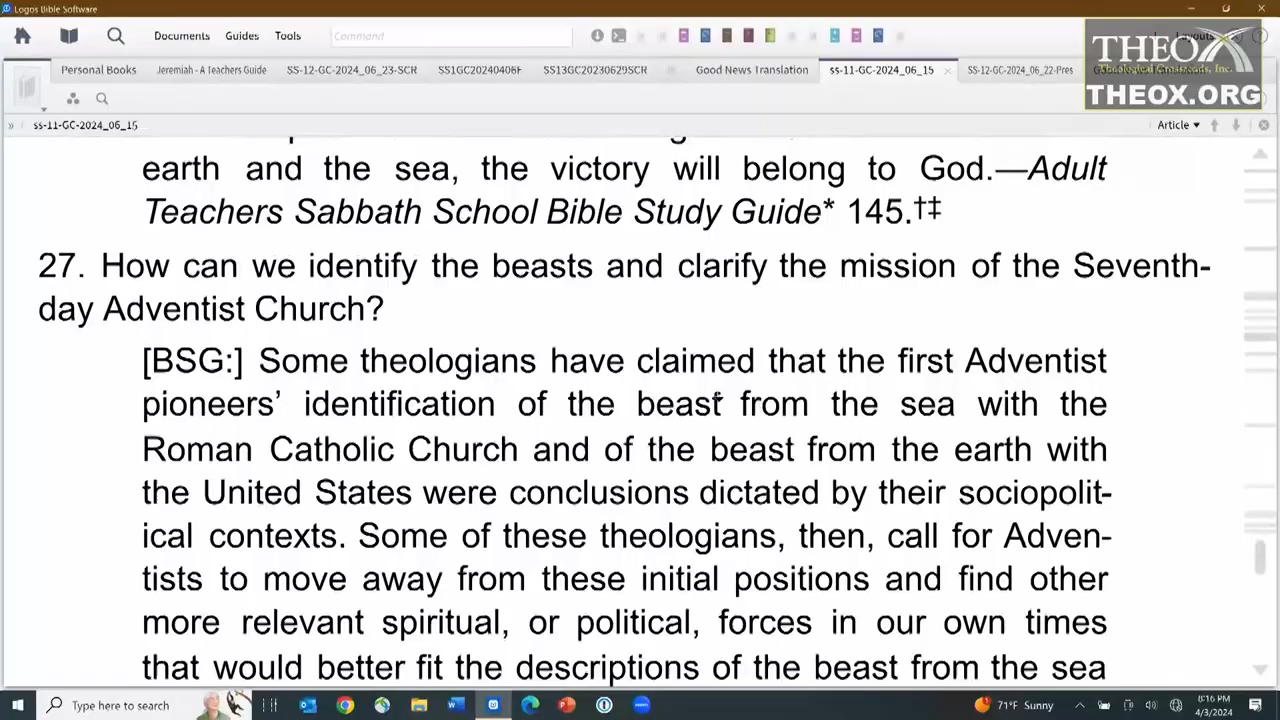 Logos Bible Software
Documents Guides Tools Command
THEOX
Theological Crossroads, Inc.
THEOX.ORG
Personal Books Jeremiah - A Teachers Guide SS-12-GC-2024_06_23-SCR SS13GC20230629SCR Good News Translation ss-11-GC-2024_06_15 SS-12-GC-2024_06_22-Pres
» ss-11-GC-2024_06_15 Article
earth and the sea, the victory will belong to God.—Adult
Teachers Sabbath School Bible Study Guide* 145.†‡
27. How can we identify the beasts and clarify the mission of the Seventh-
day Adventist Church?
[BSG:] Some theologians have claimed that the first Adventist
pioneers’ identification of the beast from the sea with the
Roman Catholic Church and of the beast from the earth with
the United States were conclusions dictated by their sociopolit-
ical contexts. Some of these theologians, then, call for Adven-
tists to move away from these initial positions and find other
more relevant spiritual, or political, forces in our own times
that would better fit the descriptions of the beast from the sea
Type here to search
71°F Sunny
8:16 PM
4/3/2024